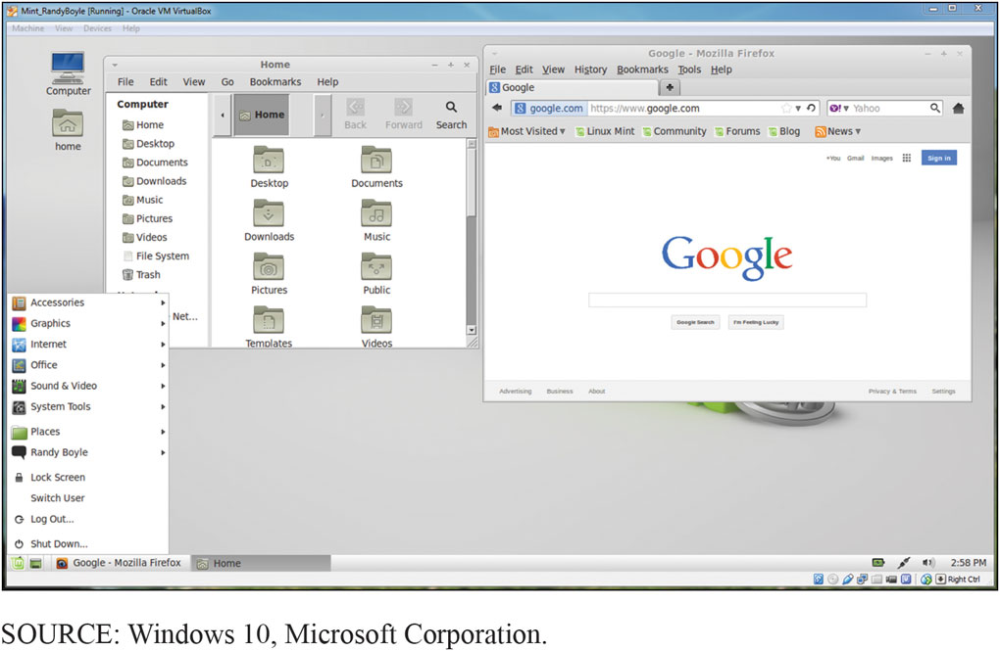 Mint_RandyBoyle [Running] - Oracle VM VirtualBox
Machine View Devices Help
Computer
home
Home
File Edit View Go Bookmarks Help
Computer
Home
Desktop
Documents
Downloads
Music
Pictures
Videos
File System
Trash
Net...
Home
Back
Forward
Search
Desktop
Documents
Downloads
Music
Pictures
Public
Templates
Videos
Google - Mozilla Firefox
File Edit View History Bookmarks Tools Help
Google
google.com https://www.google.com
Yahoo
Most Visited Linux Mint Community Forums Blog News
+You Gmail Images Sign in
Google
Google Search I'm Feeling Lucky
Advertising Business About Privacy & Terms Settings
Accessories
Graphics
Internet
Office
Sound & Video
System Tools
Places
Randy Boyle
Lock Screen
Switch User
Log Out...
Shut Down...
Google - Mozilla Firefox Home 2:58 PM
Right Ctrl
SOURCE: Windows 10, Microsoft Corporation.